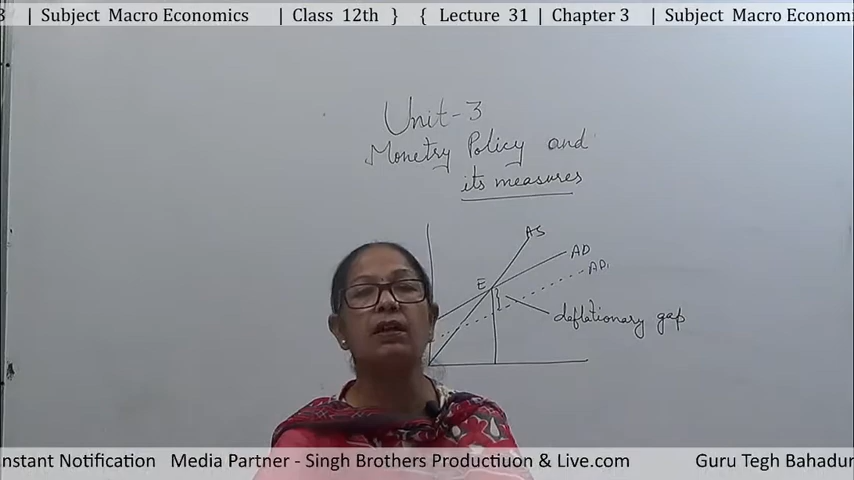 | Subject Macro Economics | Class 12th } { Lecture 31 | Chapter 3 | Subject Macro Economi
Unit-3
Monetry Policy and
its measures
AS
AD
AD1
E
deflationary gap
nstant Notification Media Partner - Singh Brothers Productiuon & Live.com Guru Tegh Bahadur